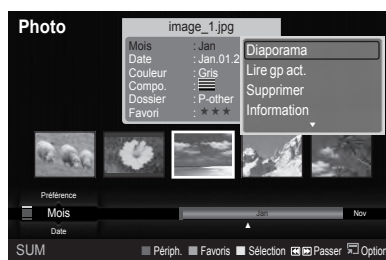 Photo
image_1.jpg
Mois : Jan
Date : Jan.01.2
Couleur : Gris
Compo. :
Dossier : P-other
Favori : ★ ★ ★
Diaporama
Lire gp act.
Supprimer
Information
Préférence
Mois
Jan
Nov
Date
SUM
Périph. Favoris Sélection Passer Option